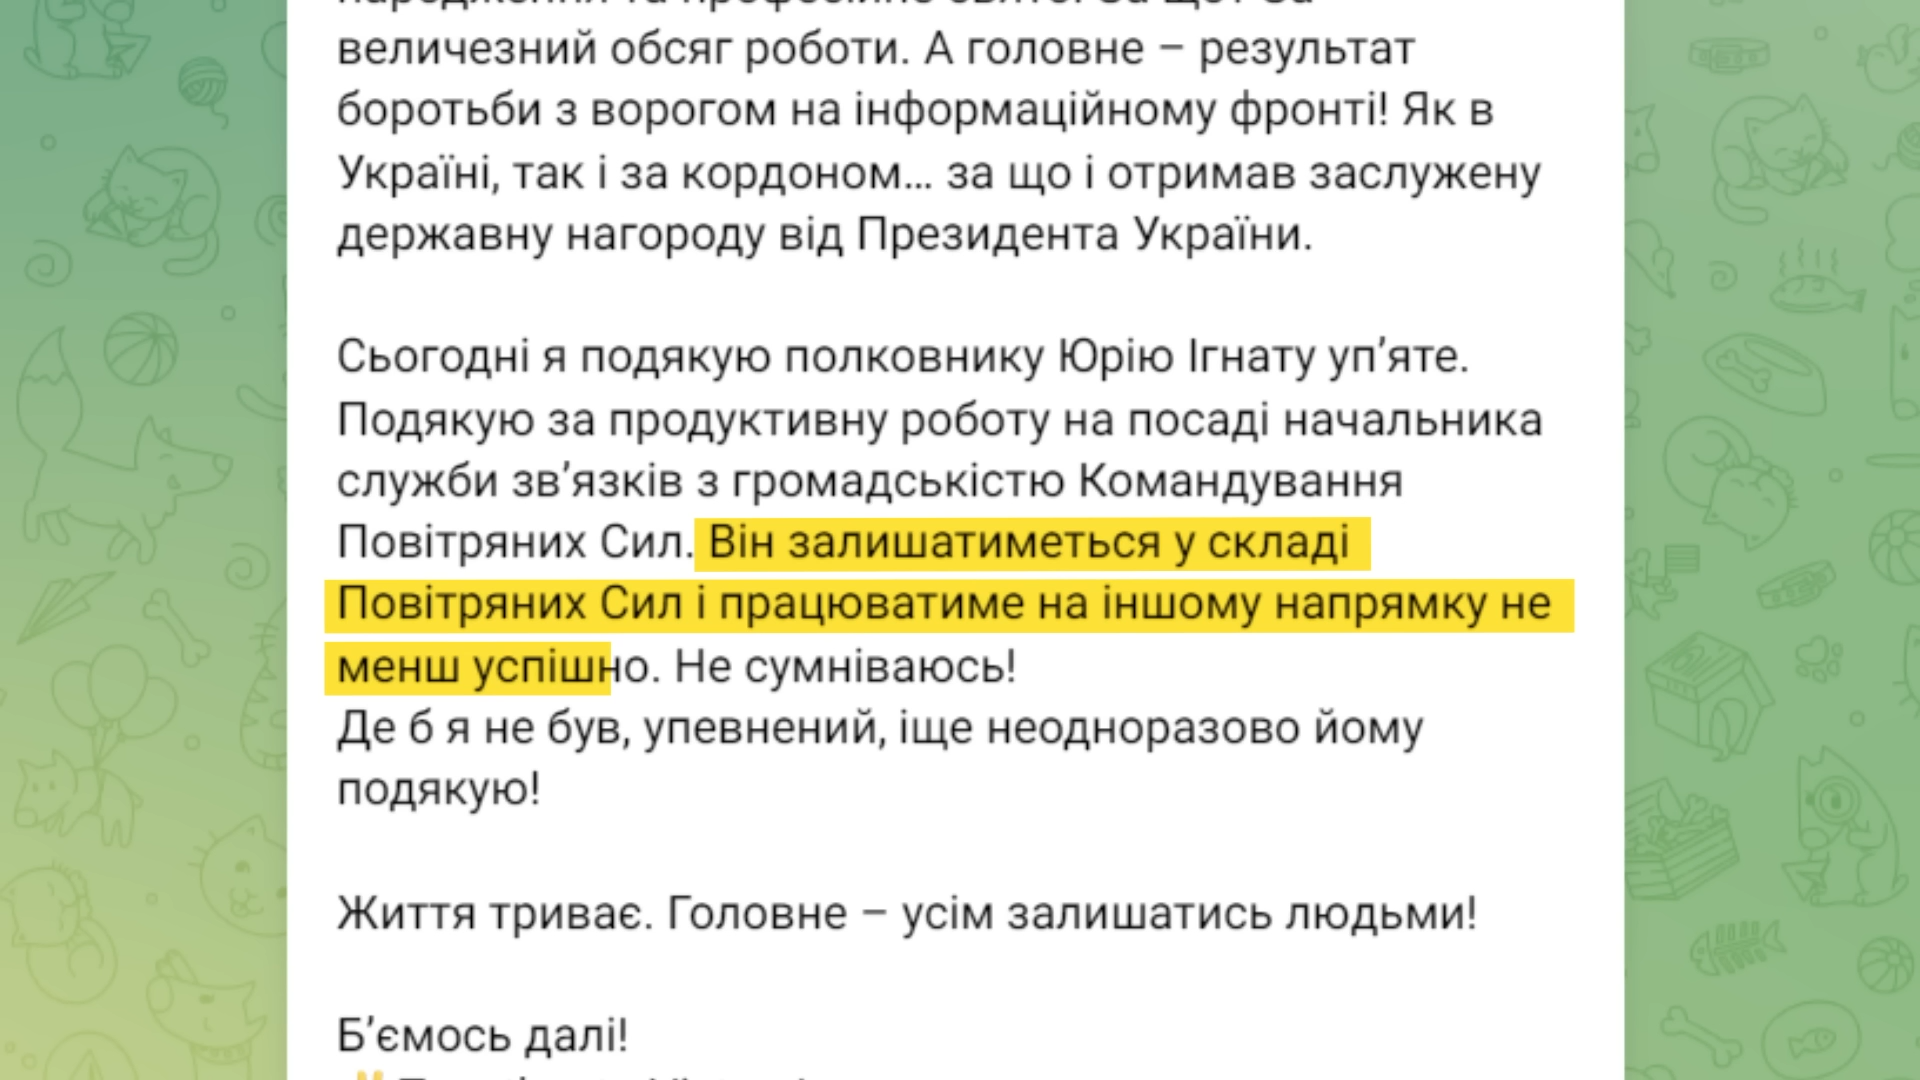 величезний обсяг роботи. А головне – результат
боротьби з ворогом на інформаційному фронті! Як в
Україні, так і за кордоном… за що і отримав заслужену
державну нагороду від Президента України.
Сьогодні я подякую полковнику Юрію Ігнату уп’яте.
Подякую за продуктивну роботу на посаді начальника
служби зв’язків з громадськістю Командування
Повітряних Сил. Він залишатиметься у складі
Повітряних Сил і працюватиме на іншому напрямку не
менш успішно. Не сумніваюсь!
Де б я не був, упевнений, іще неодноразово йому
подякую!
Життя триває. Головне – усім залишатись людьми!
Б’ємось далі!